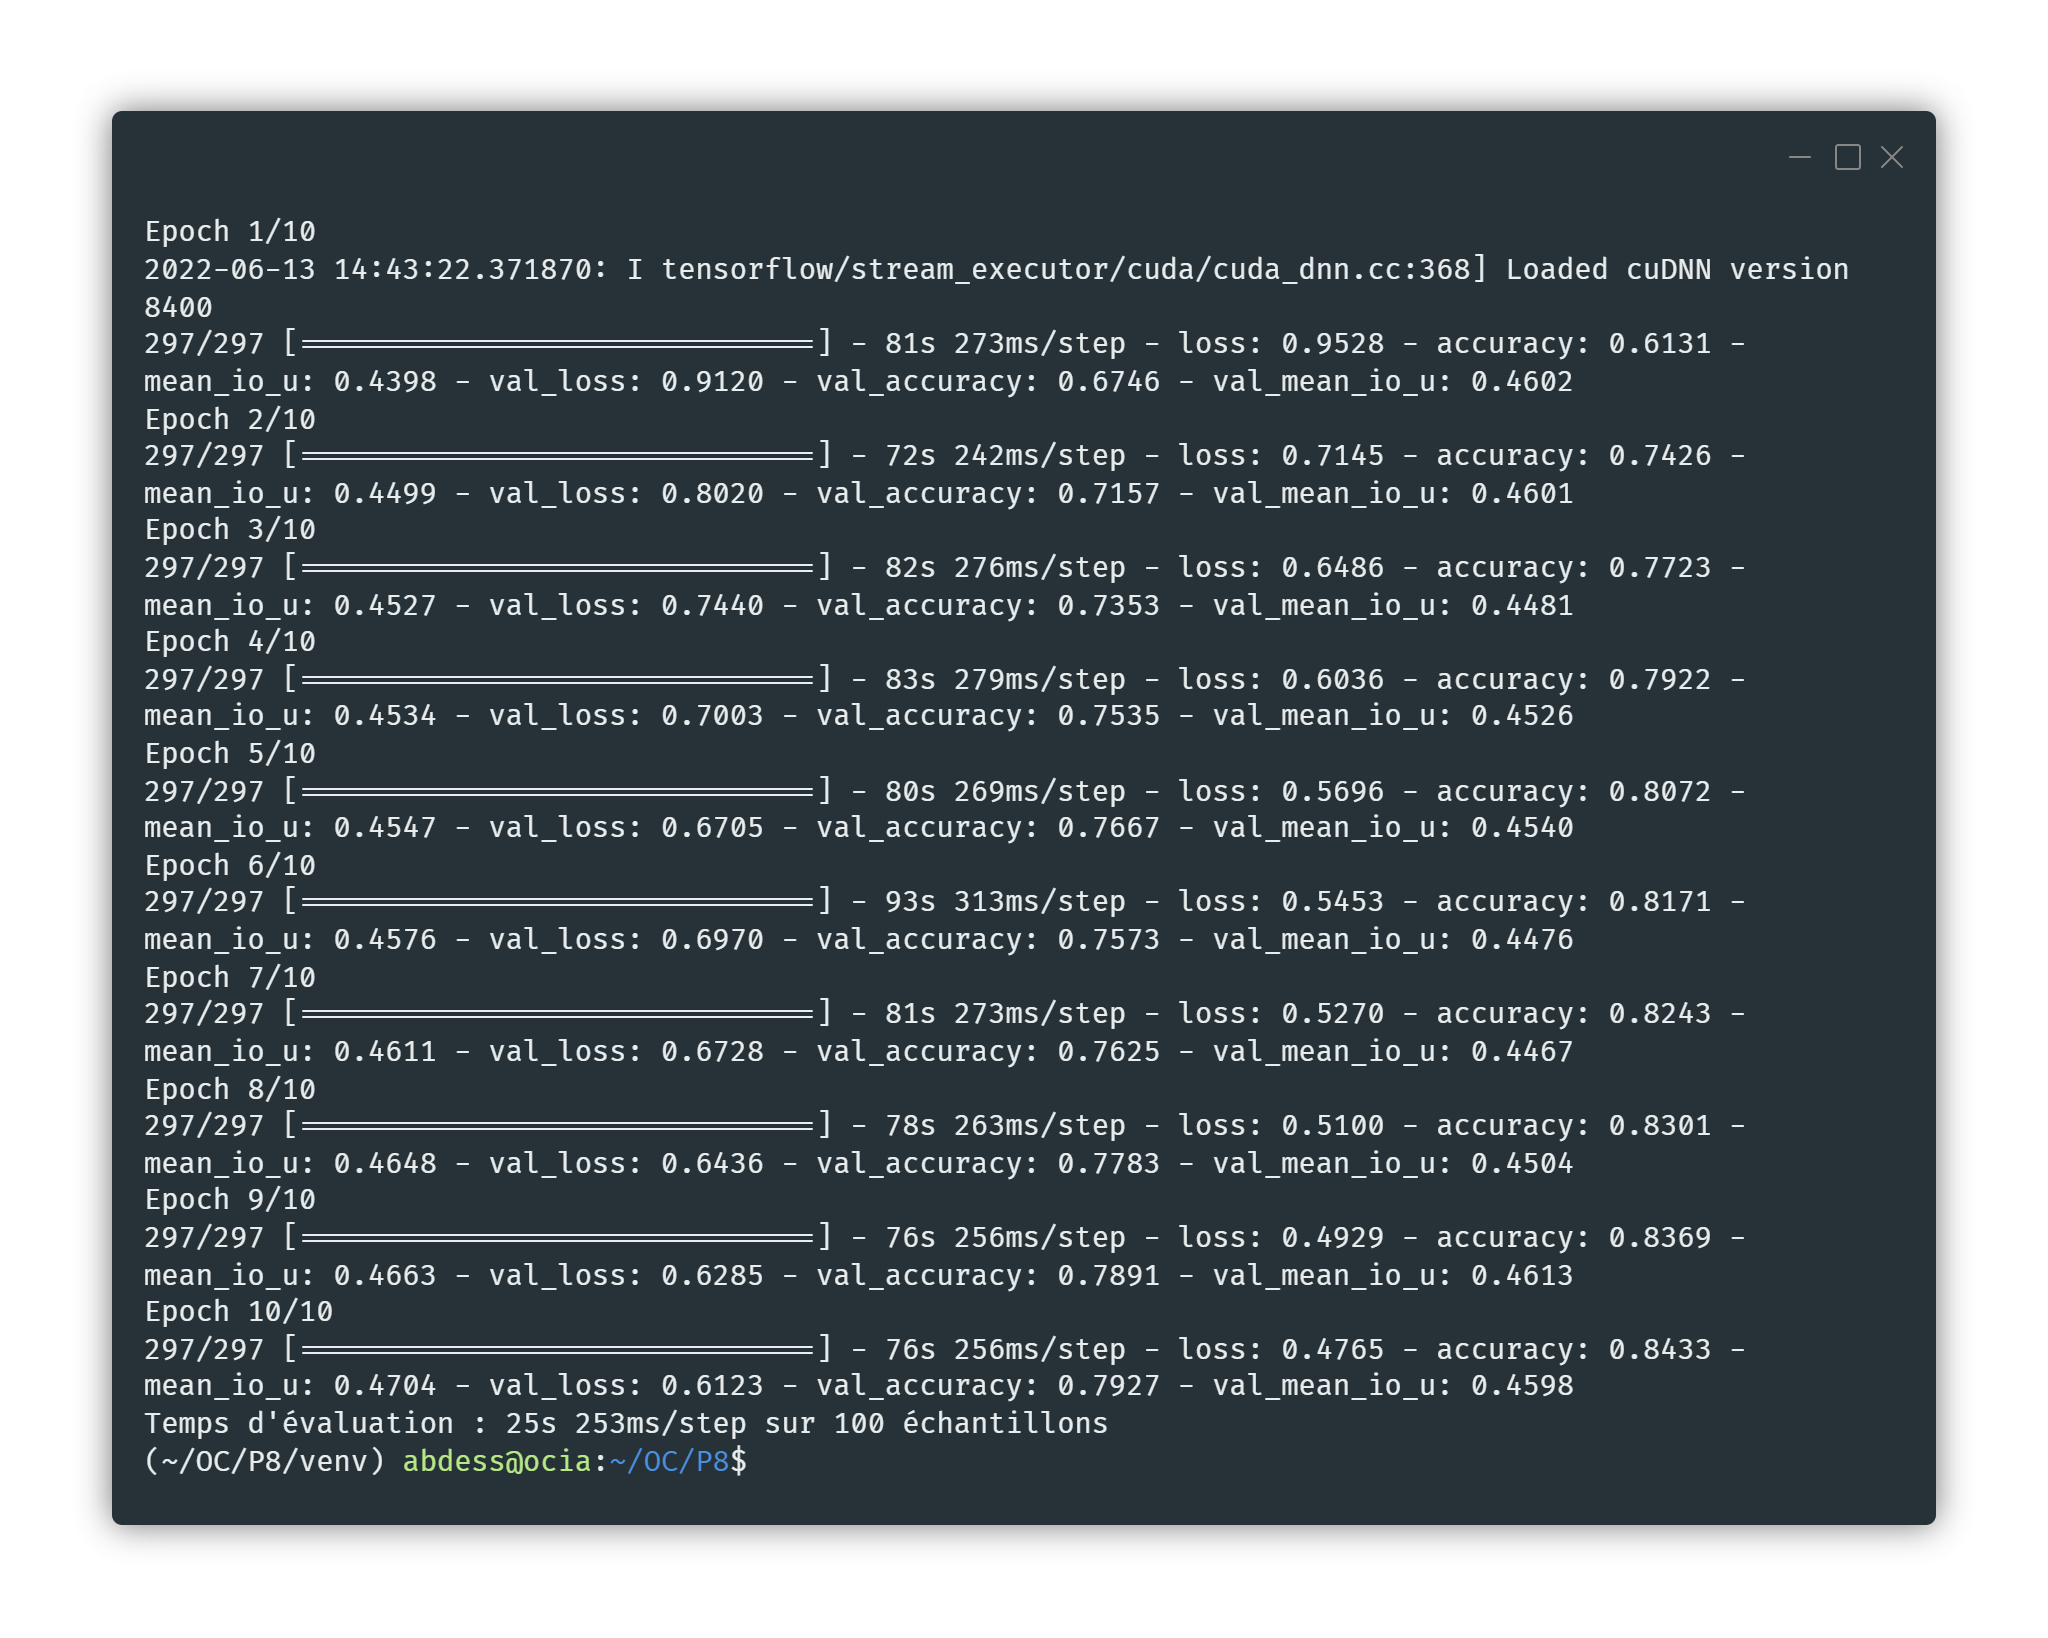 Epoch 1/10
2022-06-13 14:43:22.371870: I tensorflow/stream_executor/cuda/cuda_dnn.cc:368] Loaded cuDNN version
8400
297/297 [==============================] - 81s 273ms/step - loss: 0.9528 - accuracy: 0.6131 -
mean_io_u: 0.4398 - val_loss: 0.9120 - val_accuracy: 0.6746 - val_mean_io_u: 0.4602
Epoch 2/10
297/297 [==============================] - 72s 242ms/step - loss: 0.7145 - accuracy: 0.7426 -
mean_io_u: 0.4499 - val_loss: 0.8020 - val_accuracy: 0.7157 - val_mean_io_u: 0.4601
Epoch 3/10
297/297 [==============================] - 82s 276ms/step - loss: 0.6486 - accuracy: 0.7723 -
mean_io_u: 0.4527 - val_loss: 0.7440 - val_accuracy: 0.7353 - val_mean_io_u: 0.4481
Epoch 4/10
297/297 [==============================] - 83s 279ms/step - loss: 0.6036 - accuracy: 0.7922 -
mean_io_u: 0.4534 - val_loss: 0.7003 - val_accuracy: 0.7535 - val_mean_io_u: 0.4526
Epoch 5/10
297/297 [==============================] - 80s 269ms/step - loss: 0.5696 - accuracy: 0.8072 -
mean_io_u: 0.4547 - val_loss: 0.6705 - val_accuracy: 0.7667 - val_mean_io_u: 0.4540
Epoch 6/10
297/297 [==============================] - 93s 313ms/step - loss: 0.5453 - accuracy: 0.8171 -
mean_io_u: 0.4576 - val_loss: 0.6970 - val_accuracy: 0.7573 - val_mean_io_u: 0.4476
Epoch 7/10
297/297 [==============================] - 81s 273ms/step - loss: 0.5270 - accuracy: 0.8243 -
mean_io_u: 0.4611 - val_loss: 0.6728 - val_accuracy: 0.7625 - val_mean_io_u: 0.4467
Epoch 8/10
297/297 [==============================] - 78s 263ms/step - loss: 0.5100 - accuracy: 0.8301 -
mean_io_u: 0.4648 - val_loss: 0.6436 - val_accuracy: 0.7783 - val_mean_io_u: 0.4504
Epoch 9/10
297/297 [==============================] - 76s 256ms/step - loss: 0.4929 - accuracy: 0.8369 -
mean_io_u: 0.4663 - val_loss: 0.6285 - val_accuracy: 0.7891 - val_mean_io_u: 0.4613
Epoch 10/10
297/297 [==============================] - 76s 256ms/step - loss: 0.4765 - accuracy: 0.8433 -
mean_io_u: 0.4704 - val_loss: 0.6123 - val_accuracy: 0.7927 - val_mean_io_u: 0.4598
Temps d'évaluation : 25s 253ms/step sur 100 échantillons
(~/OC/P8/venv) abdess@ocia:~/OC/P8$